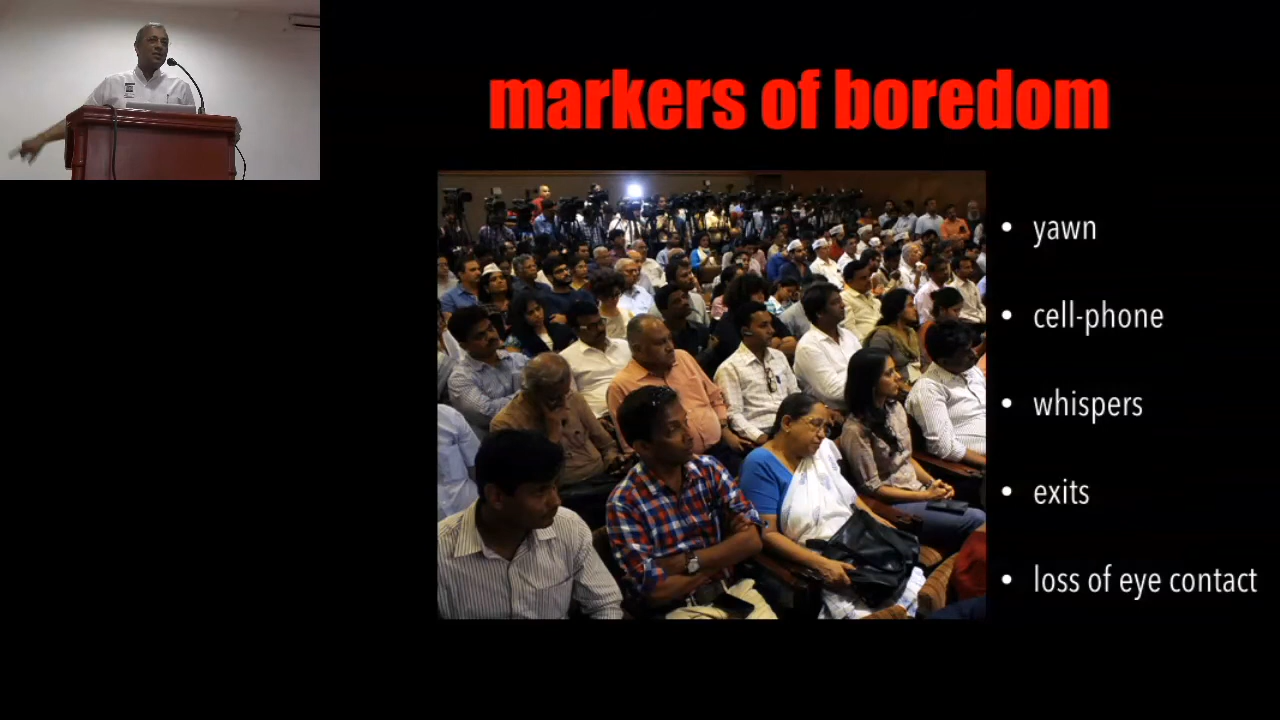 markers of boredom
• yawn
• cell-phone
• whispers
• exits
• loss of eye contact